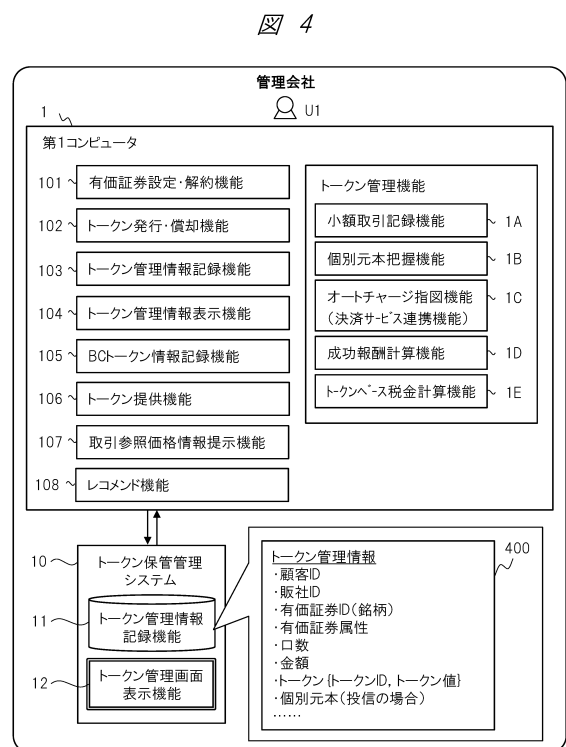 図 4
管理会社
1
U1
第1コンピュータ
101
有価証券設定・解約機能
102
トークン発行・償却機能
103
トークン管理情報記録機能
104
トークン管理情報表示機能
105
BCトークン情報記録機能
106
トークン提供機能
107
取引参照価格情報提示機能
108
レコメンド機能
トークン管理機能
小額取引記録機能
1A
個別元本把握機能
1B
オートチャージ指図機能
(決済サービス連携機能)
1C
成功報酬計算機能
1D
トークンベース税金計算機能
1E
10
トークン保管管理
システム
11
トークン管理情報
記録機能
12
トークン管理画面
表示機能
400
トークン管理情報
・顧客ID
・販社ID
・有価証券ID(銘柄)
・有価証券属性
・口数
・金額
・トークン{トークンID, トークン値}
・個別元本(投信の場合)
……